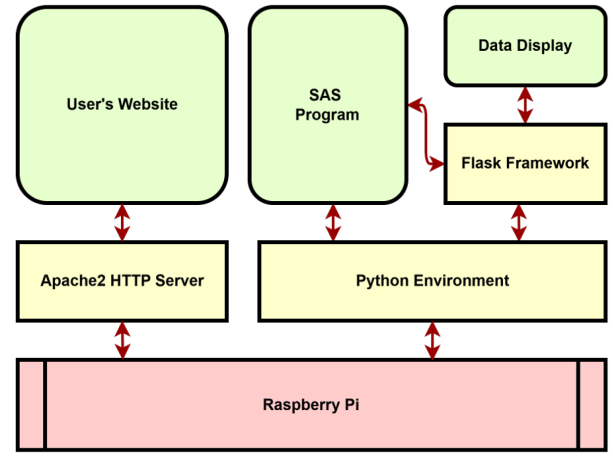 User's Website
SAS
Program
Data Display
Flask Framework
Apache2 HTTP Server
Python Environment
Raspberry Pi